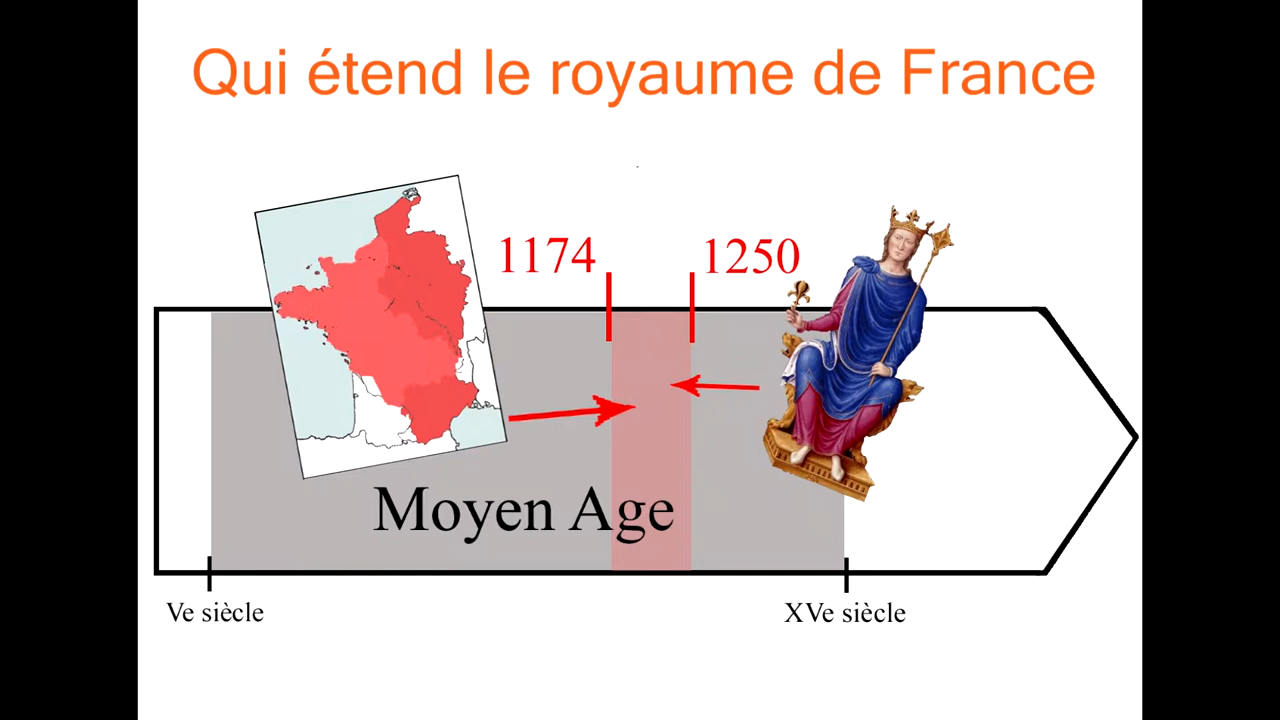 Qui étend le royaume de France
1174
1250
Moyen Age
Ve siècle
XVe siècle